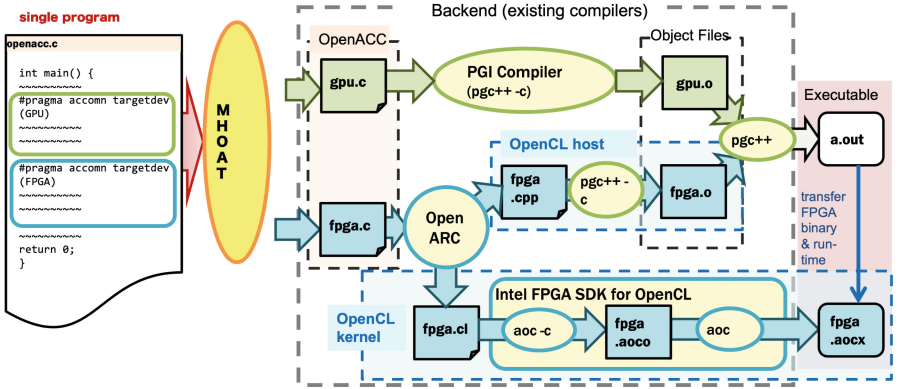 single program
openacc.c
int main() {
~~~~~~~~~~
#pragma accomn targetdev
(GPU)
~~~~~~~~~~
~~~~~~~~~~
#pragma accomn targetdev
(FPGA)
~~~~~~~~~~
~~~~~~~~~~
~~~~~~~~~~
return 0;
}
M
H
O
A
T
Backend (existing compilers)
OpenACC
gpu.c
PGI Compiler
(pgc++ -c)
Object Files
gpu.o
pgc++
Executable
a.out
OpenCL host
fpga.c
Open
ARC
fpga
.cpp
pgc++ -
c
fpga.o
transfer
FPGA
binary
& run-
time
OpenCL
kernel
fpga.cl
Intel FPGA SDK for OpenCL
aoc -c
fpga
.aoco
aoc
fpga
.aocx